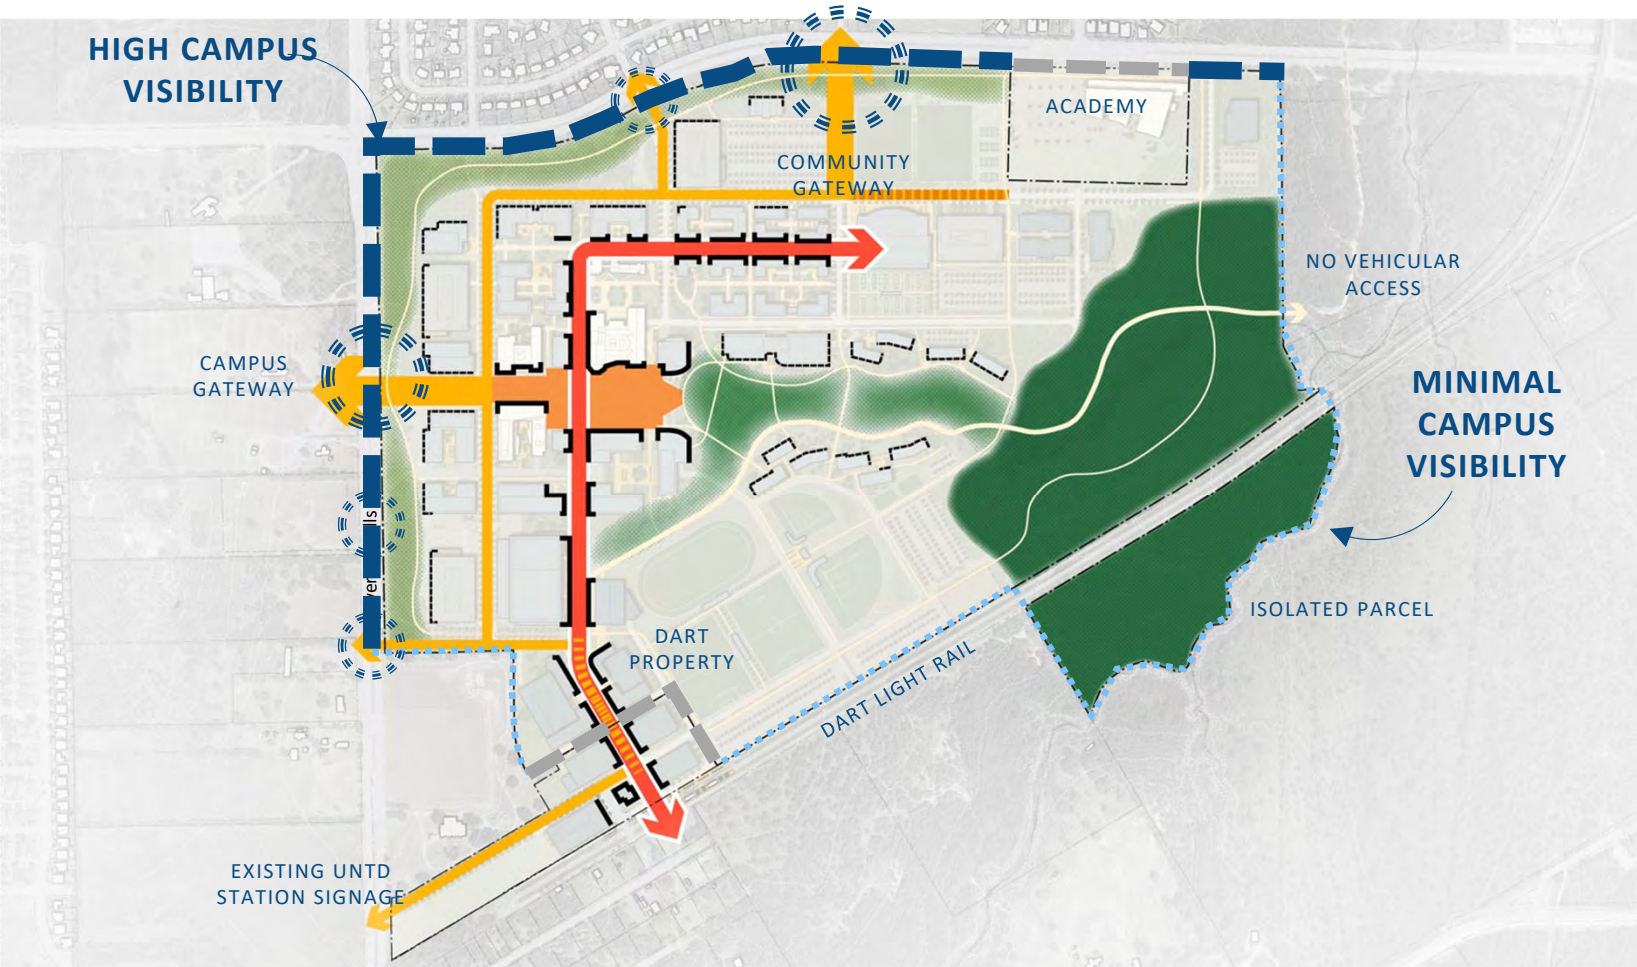 HIGH CAMPUS
VISIBILITY
ACADEMY
COMMUNITY
GATEWAY
NO VEHICULAR
ACCESS
CAMPUS
GATEWAY
MINIMAL
CAMPUS
VISIBILITY
ISOLATED PARCEL
DART
PROPERTY
DART LIGHT RAIL
EXISTING UNTD
STATION SIGNAGE